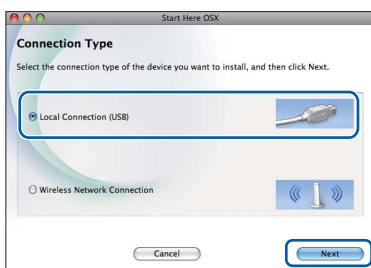 Start Here OSX
Connection Type
Select the connection type of the device you want to install, and then click Next.
Local Connection (USB)
Wireless Network Connection
Cancel
Next